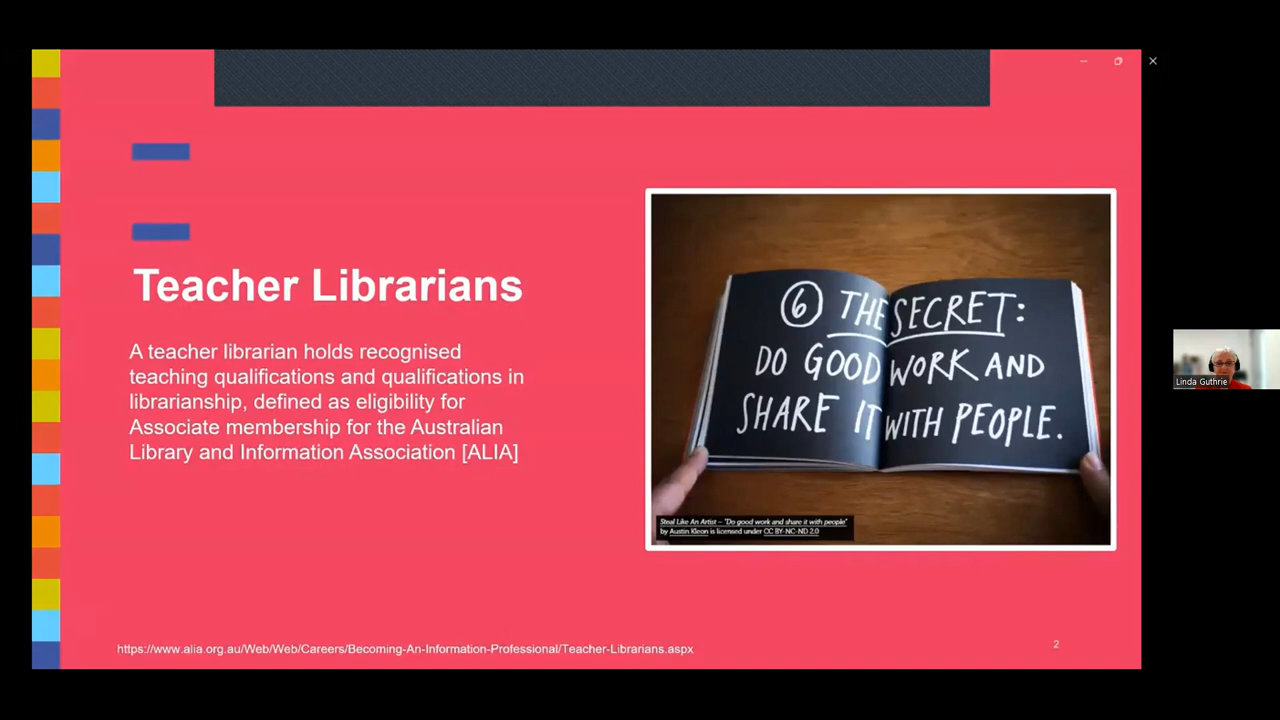 Teacher Librarians
A teacher librarian holds recognised
teaching qualifications and qualifications in
librarianship, defined as eligibility for
Associate membership for the Australian
Library and Information Association [ALIA]
6 THE SECRET:
DO GOOD WORK AND
SHARE IT WITH PEOPLE.
Steal Like An Artist – "Do good work and share it with people"
by Austin Kleon is licensed under CC BY-NC-ND 2.0
https://www.alia.org.au/Web/Web/Careers/Becoming-An-Information-Professional/Teacher-Librarians.aspx
2
Linda Guthrie